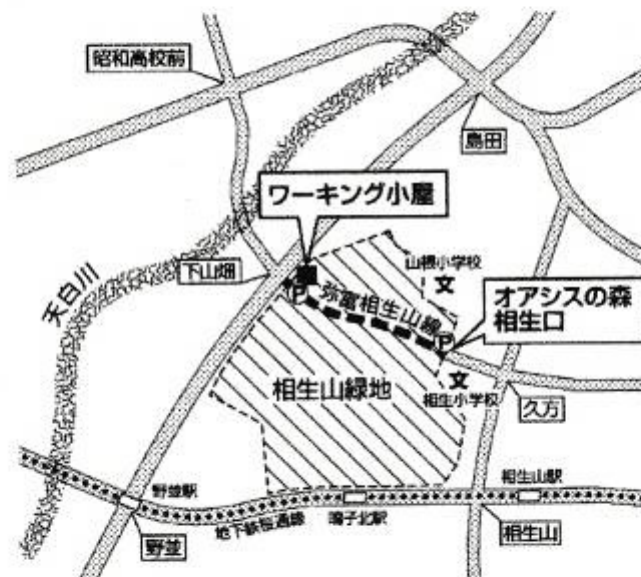 昭和高校前
島田
ワーキング小屋
山根小学校
文
下山畑
天白川
P
弥富相生山線
オアシスの森
相生口
P
相生山緑地
文
相生小学校
久方
相生山駅
野並駅
地下鉄桜通線
鳴子北駅
野並
相生山